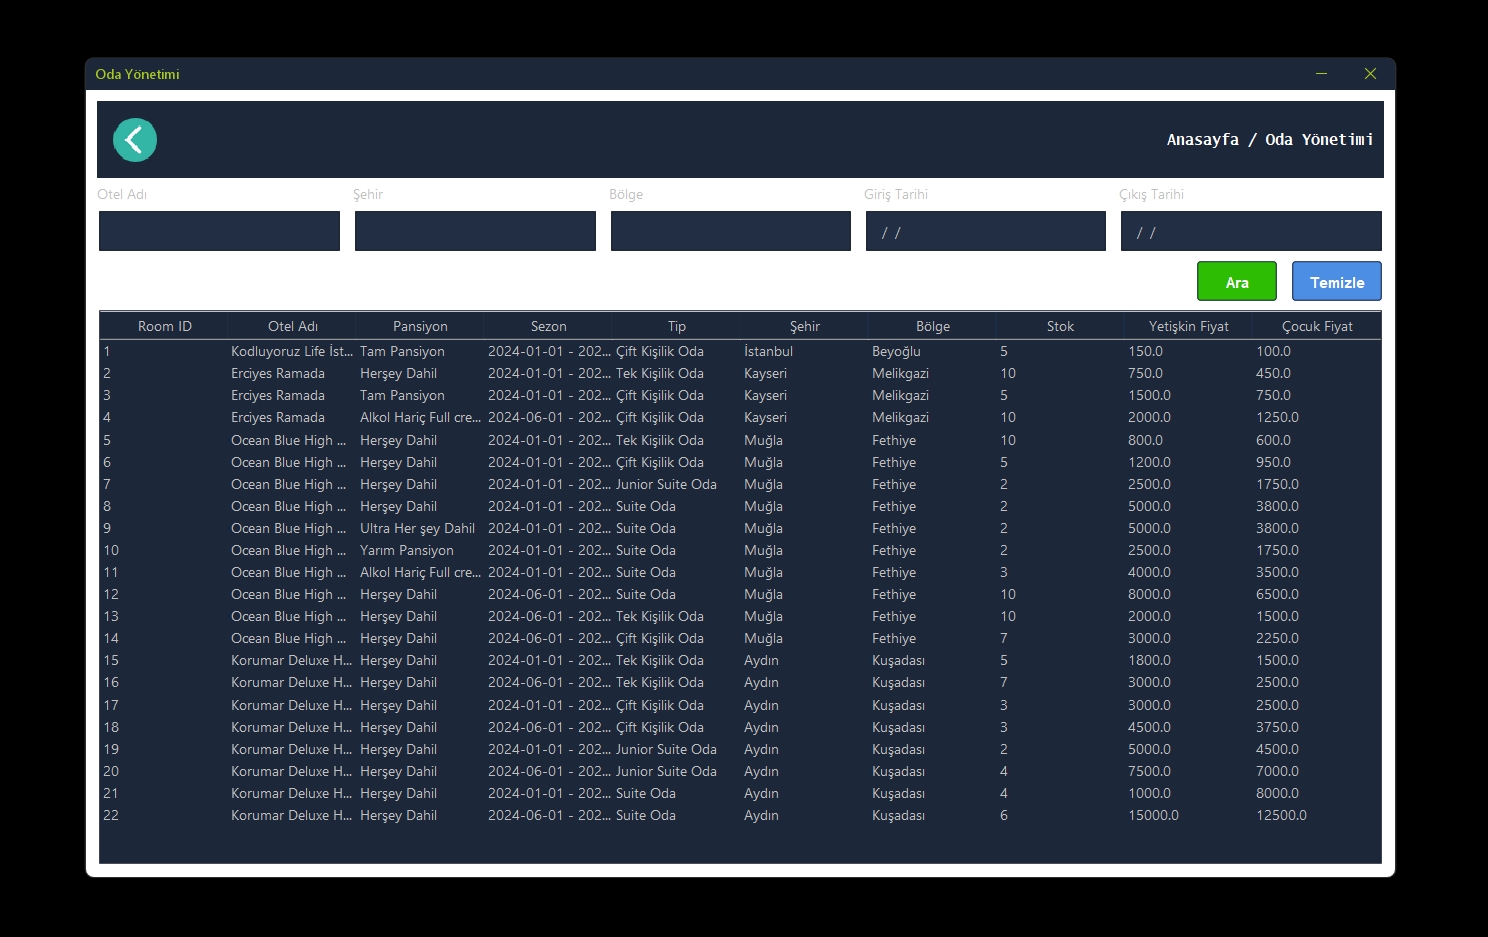 Oda Yönetimi
Anasayfa / Oda Yönetimi
Otel Adı Şehir Bölge Giriş Tarihi Çıkış Tarihi
/ / / /
Ara Temizle
Room ID Otel Adı Pansiyon Sezon Tip Şehir Bölge Stok Yetişkin Fiyat Çocuk Fiyat
1 Kodluyoruz Life İst... Tam Pansiyon 2024-01-01 - 202... Çift Kişilik Oda İstanbul Beyoğlu 5 150.0 100.0
2 Erciyes Ramada Herşey Dahil 2024-01-01 - 202... Tek Kişilik Oda Kayseri Melikgazi 10 750.0 450.0
3 Erciyes Ramada Tam Pansiyon 2024-01-01 - 202... Çift Kişilik Oda Kayseri Melikgazi 5 1500.0 750.0
4 Erciyes Ramada Alkol Hariç Full cre... 2024-06-01 - 202... Çift Kişilik Oda Kayseri Melikgazi 10 2000.0 1250.0
5 Ocean Blue High ... Herşey Dahil 2024-01-01 - 202... Tek Kişilik Oda Muğla Fethiye 10 800.0 600.0
6 Ocean Blue High ... Herşey Dahil 2024-01-01 - 202... Çift Kişilik Oda Muğla Fethiye 5 1200.0 950.0
7 Ocean Blue High ... Herşey Dahil 2024-01-01 - 202... Junior Suite Oda Muğla Fethiye 2 2500.0 1750.0
8 Ocean Blue High ... Herşey Dahil 2024-01-01 - 202... Suite Oda Muğla Fethiye 2 5000.0 3800.0
9 Ocean Blue High ... Ultra Her şey Dahil 2024-01-01 - 202... Suite Oda Muğla Fethiye 2 5000.0 3800.0
10 Ocean Blue High ... Yarım Pansiyon 2024-01-01 - 202... Suite Oda Muğla Fethiye 2 2500.0 1750.0
11 Ocean Blue High ... Alkol Hariç Full cre... 2024-01-01 - 202... Suite Oda Muğla Fethiye 3 4000.0 3500.0
12 Ocean Blue High ... Herşey Dahil 2024-06-01 - 202... Suite Oda Muğla Fethiye 10 8000.0 6500.0
13 Ocean Blue High ... Herşey Dahil 2024-06-01 - 202... Tek Kişilik Oda Muğla Fethiye 10 2000.0 1500.0
14 Ocean Blue High ... Herşey Dahil 2024-06-01 - 202... Çift Kişilik Oda Muğla Fethiye 7 3000.0 2250.0
15 Korumar Deluxe H... Herşey Dahil 2024-01-01 - 202... Tek Kişilik Oda Aydın Kuşadası 5 1800.0 1500.0
16 Korumar Deluxe H... Herşey Dahil 2024-06-01 - 202... Tek Kişilik Oda Aydın Kuşadası 7 3000.0 2500.0
17 Korumar Deluxe H... Herşey Dahil 2024-01-01 - 202... Çift Kişilik Oda Aydın Kuşadası 3 3000.0 2500.0
18 Korumar Deluxe H... Herşey Dahil 2024-06-01 - 202... Çift Kişilik Oda Aydın Kuşadası 3 4500.0 3750.0
19 Korumar Deluxe H... Herşey Dahil 2024-01-01 - 202... Junior Suite Oda Aydın Kuşadası 2 5000.0 4500.0
20 Korumar Deluxe H... Herşey Dahil 2024-06-01 - 202... Junior Suite Oda Aydın Kuşadası 4 7500.0 7000.0
21 Korumar Deluxe H... Herşey Dahil 2024-01-01 - 202... Suite Oda Aydın Kuşadası 4 1000.0 8000.0
22 Korumar Deluxe H... Herşey Dahil 2024-06-01 - 202... Suite Oda Aydın Kuşadası 6 15000.0 12500.0